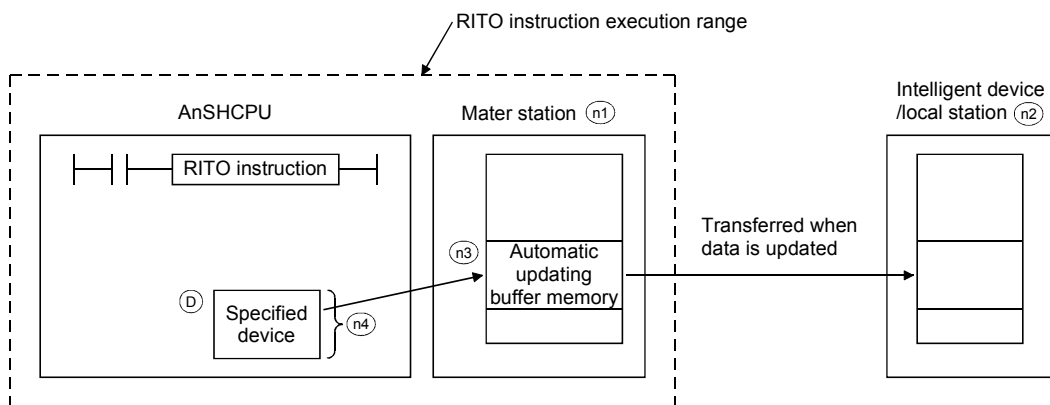 RITO instruction execution range
AnSHCPU
Mater station n1
Intelligent device
/local station n2
RITO instruction
Transferred when
data is updated
n3
Automatic
updating
buffer memory
D
Specified
device
n4